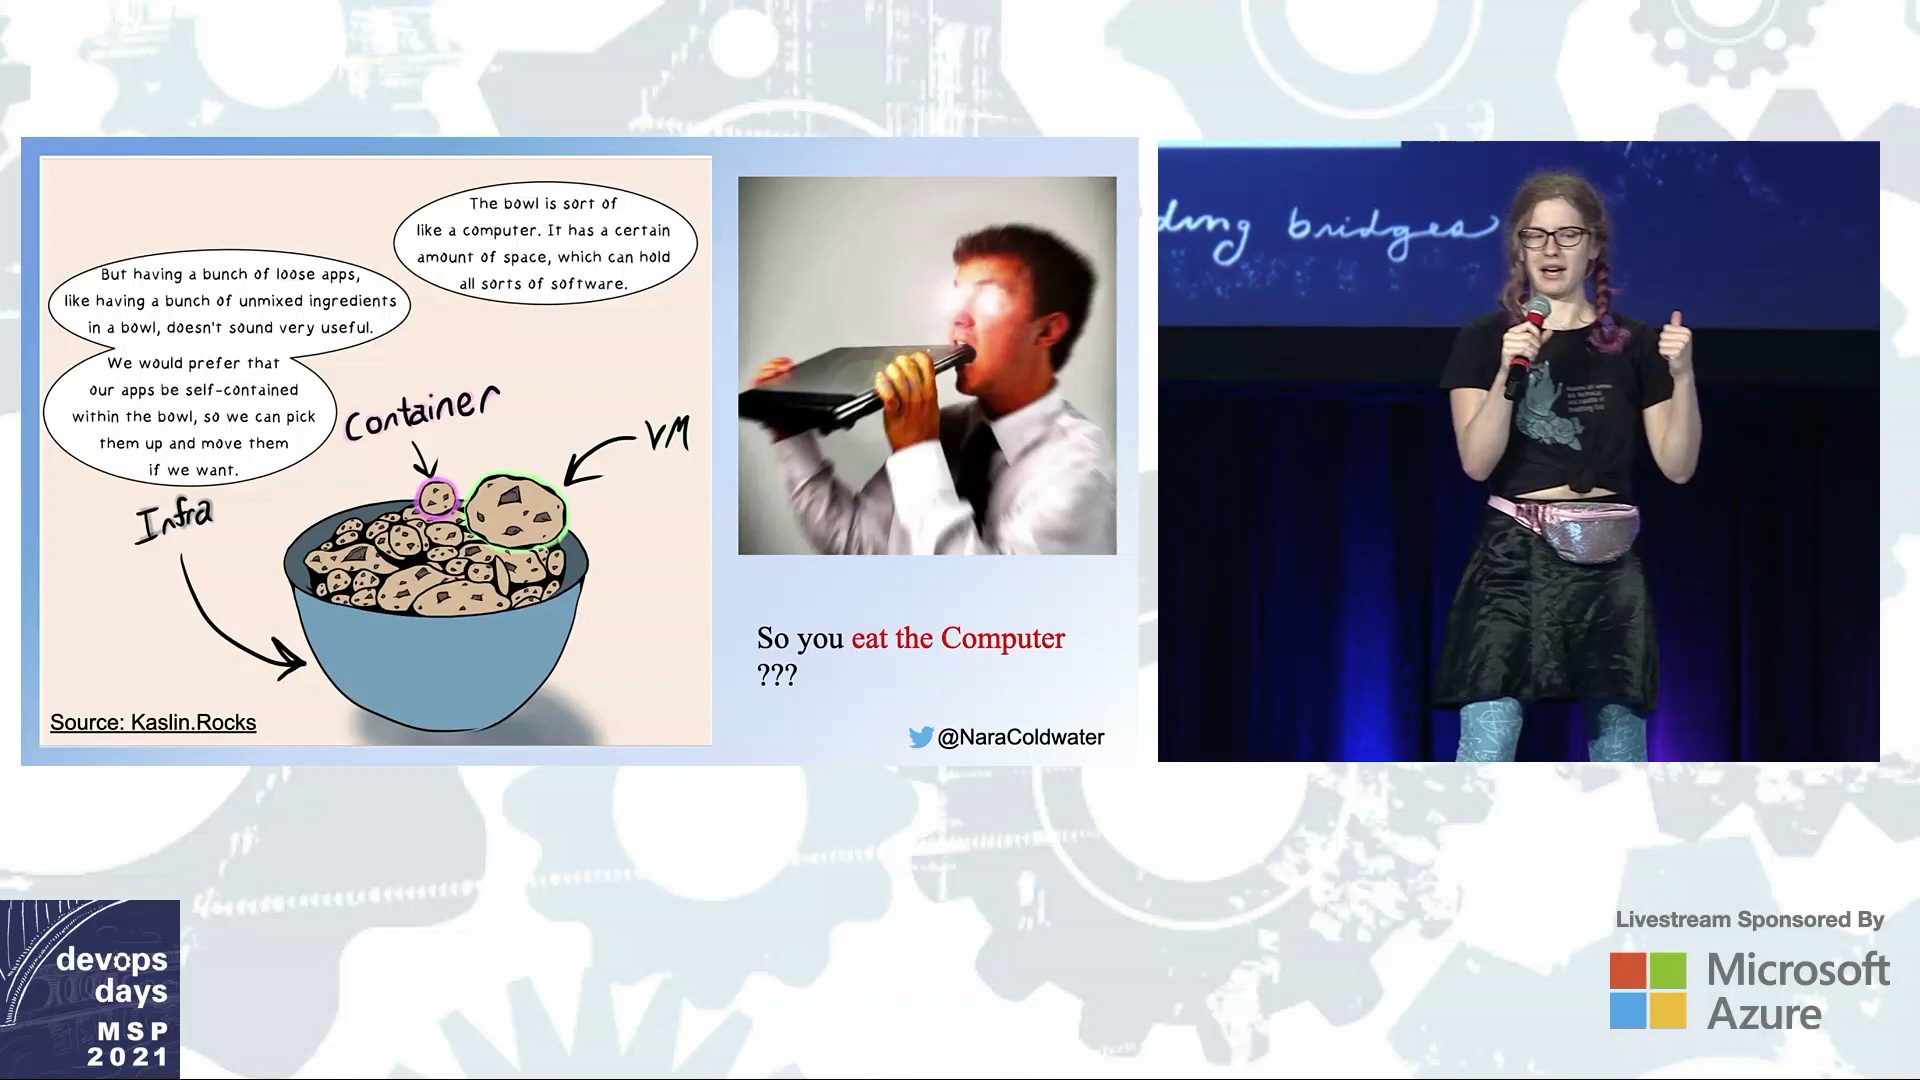 The bowl is sort of
like a computer. It has a certain
amount of space, which can hold
all sorts of software.
But having a bunch of loose apps,
like having a bunch of unmixed ingredients
in a bowl, doesn't sound very useful.
We would prefer that
our apps be self-contained
within the bowl, so we can pick
them up and move them
if we want.
Container
VM
Infra
Source: Kaslin.Rocks
So you eat the Computer
???
@NaraColdwater
ding bridges
devops
days
MSP
2021
Livestream Sponsored By
Microsoft
Azure